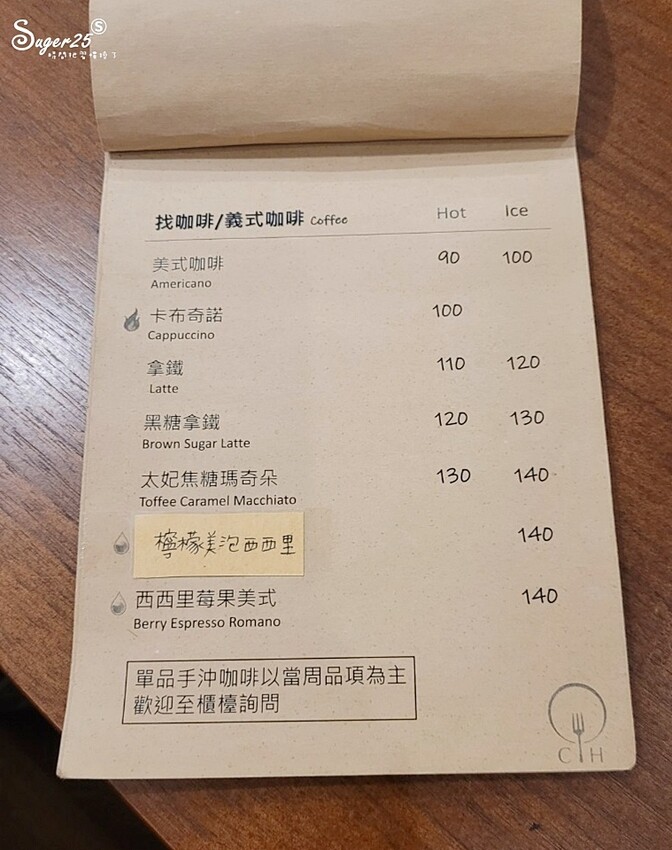 Suger25 S
找咖啡/義式咖啡 Coffee Hot Ice
美式咖啡 90 100
Americano
卡布奇諾 100
Cappuccino
拿鐵 110 120
Latte
黑糖拿鐵 120 130
Brown Sugar Latte
太妃焦糖瑪奇朵 130 140
Toffee Caramel Macchiato
檸檬美泡西西里 140
西西里莓果美式 140
Berry Espresso Romano
單品手沖咖啡以當周品項為主
歡迎至櫃檯詢問
C H